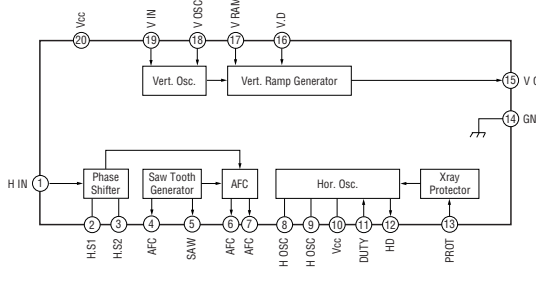 Vcc
V IN
V OSC
V RAM
V.D
20
19
18
17
16
Vert. Osc.
Vert. Ramp Generator
15
V O
14
GN
H IN
1
Phase
Shifter
Saw Tooth
Generator
AFC
Hor. Osc.
Xray
Protector
2
3
4
5
6
7
8
9
10
11
12
13
H.S1
H.S2
AFC
SAW
AFC
AFC
H OSC
H OSC
Vcc
DUTY
HD
PROT